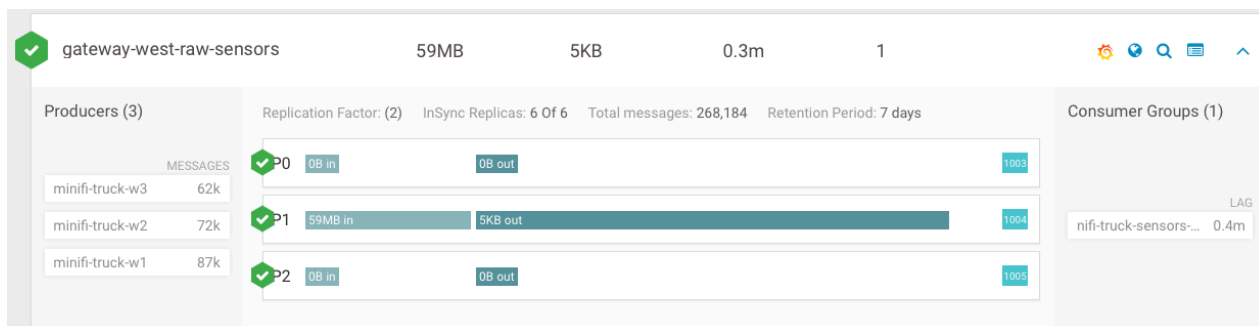 gateway-west-raw-sensors 59MB 5KB 0.3m 1
Producers (3)
MESSAGES
minifi-truck-w3 62k
minifi-truck-w2 72k
minifi-truck-w1 87k
Replication Factor: (2) InSync Replicas: 6 Of 6 Total messages: 268,184 Retention Period: 7 days
P0 0B in 0B out 1003
P1 59MB in 5KB out 1004
P2 0B in 0B out 1005
Consumer Groups (1)
LAG
nifi-truck-sensors-... 0.4m